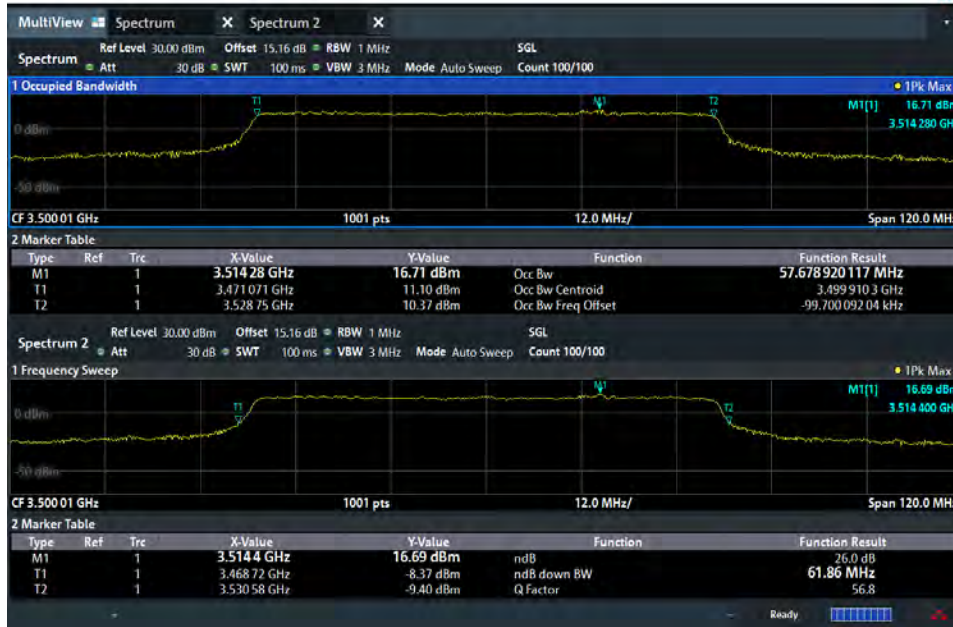 MultiView Spectrum X Spectrum 2 X
Spectrum Ref Level 30.00 dBm Offset 15.16 dB RBW 1 MHz SGL
Att 30 dB SWT 100 ms VBW 3 MHz Mode Auto Sweep Count 100/100
1 Occupied Bandwidth 1Pk Max
T1 M1 T2 M1[1] 16.71 dBm
0 dBm 3.514 280 GH
-50 dBm
CF 3.500 01 GHz 1001 pts 12.0 MHz/ Span 120.0 MH
2 Marker Table
Type Ref Trc X-Value Y-Value Function Function Result
M1 1 3.514 28 GHz 16.71 dBm Occ Bw 57.678 920 117 MHz
T1 1 3.471 071 GHz 11.10 dBm Occ Bw Centroid 3.499 910 3 GHz
T2 1 3.528 75 GHz 10.37 dBm Occ Bw Freq Offset -99.700 092 04 kHz
Spectrum 2 Ref Level 30.00 dBm Offset 15.16 dB RBW 1 MHz SGL
Att 30 dB SWT 100 ms VBW 3 MHz Mode Auto Sweep Count 100/100
1 Frequency Sweep 1Pk Max
M1 M1[1] 16.69 dBm
T1 T2 3.514 400 GH
0 dBm
-50 dBm
CF 3.500 01 GHz 1001 pts 12.0 MHz/ Span 120.0 MH
2 Marker Table
Type Ref Trc X-Value Y-Value Function Function Result
M1 1 3.514 4 GHz 16.69 dBm ndB 26.0 dB
T1 1 3.468 72 GHz -8.37 dBm ndB down BW 61.86 MHz
T2 1 3.530 58 GHz -9.40 dBm Q Factor 56.8
Ready